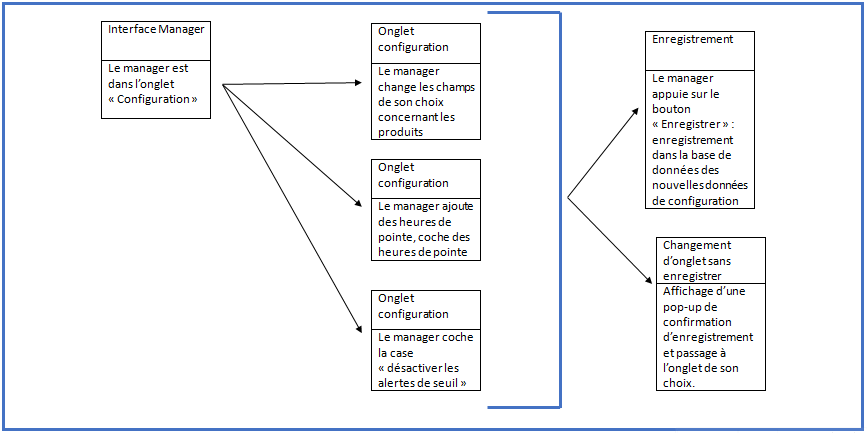 Interface Manager
Le manager est
dans l’onglet
« Configuration »
Onglet
configuration
Le manager
change les champs
de son choix
concernant les
produits
Onglet
configuration
Le manager ajoute
des heures de
pointe, coche des
heures de pointe
Onglet
configuration
Le manager coche
la case
« désactiver les
alertes de seuil »
Enregistrement
Le manager
appuie sur le
bouton
« Enregistrer » :
enregistrement
dans la base de
données des
nouvelles données
de configuration
Changement
d’onglet sans
enregistrer
Affichage d’une
pop-up de
confirmation
d’enregistrement
et passage à
l’onglet de son
choix.